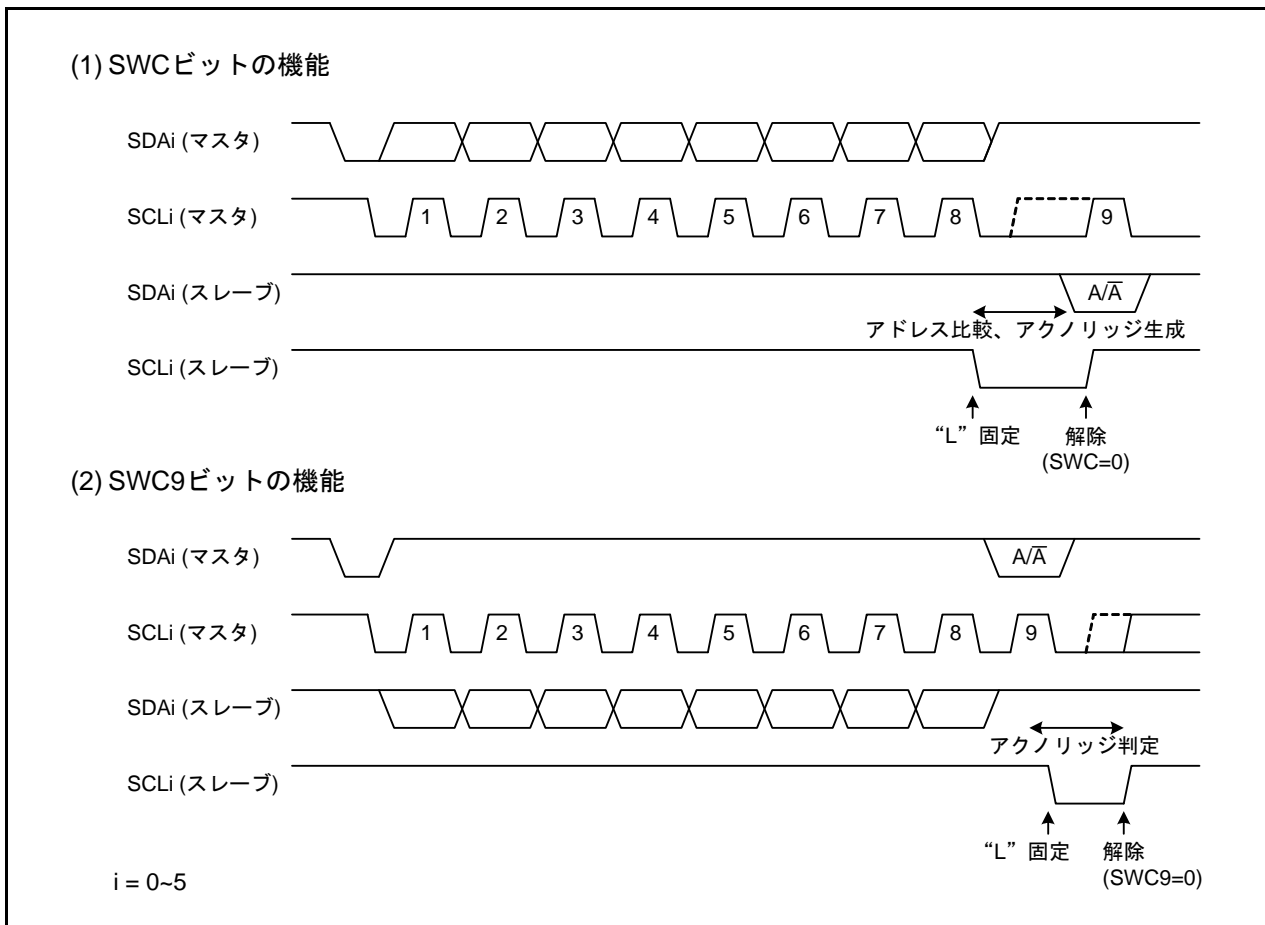 (1) SWCビットの機能
SDAi (マスタ)
SCLi (マスタ)
1 2 3 4 5 6 7 8 9
SDAi (スレーブ)
A/A̅
アドレス比較、アクノリッジ生成
SCLi (スレーブ)
“L” 固定 解除
(SWC=0)
(2) SWC9ビットの機能
SDAi (マスタ)
A/A̅
SCLi (マスタ)
1 2 3 4 5 6 7 8 9
SDAi (スレーブ)
アクノリッジ判定
SCLi (スレーブ)
“L” 固定 解除
(SWC9=0)
i = 0~5